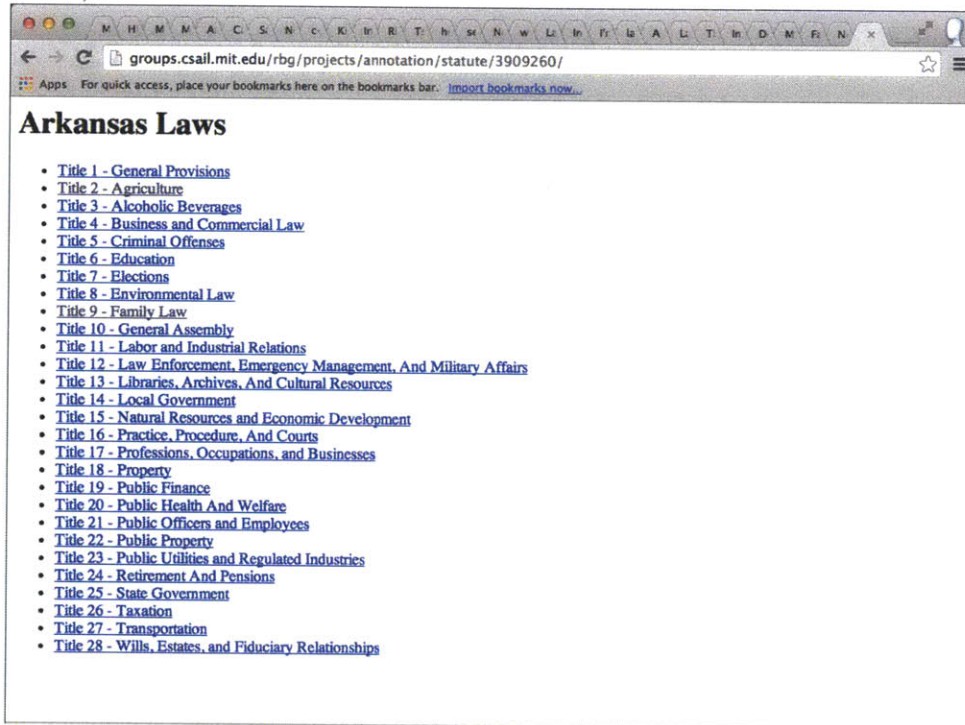 M H M M A C S N c K In R T h se N w La In Fr la A L T In D M F N ×
groups.csail.mit.edu/rbg/projects/annotation/statute/3909260/
Apps For quick access, place your bookmarks here on the bookmarks bar. Import bookmarks now...
Arkansas Laws
• Title 1 - General Provisions
• Title 2 - Agriculture
• Title 3 - Alcoholic Beverages
• Title 4 - Business and Commercial Law
• Title 5 - Criminal Offenses
• Title 6 - Education
• Title 7 - Elections
• Title 8 - Environmental Law
• Title 9 - Family Law
• Title 10 - General Assembly
• Title 11 - Labor and Industrial Relations
• Title 12 - Law Enforcement, Emergency Management, And Military Affairs
• Title 13 - Libraries, Archives, And Cultural Resources
• Title 14 - Local Government
• Title 15 - Natural Resources and Economic Development
• Title 16 - Practice, Procedure, And Courts
• Title 17 - Professions, Occupations, and Businesses
• Title 18 - Property
• Title 19 - Public Finance
• Title 20 - Public Health And Welfare
• Title 21 - Public Officers and Employees
• Title 22 - Public Property
• Title 23 - Public Utilities and Regulated Industries
• Title 24 - Retirement And Pensions
• Title 25 - State Government
• Title 26 - Taxation
• Title 27 - Transportation
• Title 28 - Wills, Estates, and Fiduciary Relationships